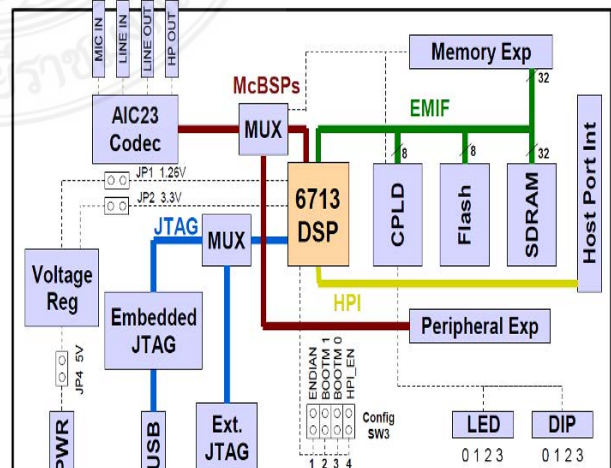 MIC IN
LINE IN
LINE OUT
HP OUT
Memory Exp
32
McBSPs
EMIF
AIC23
Codec
MUX
8
8
32
JP1 1.26V
JP2 3.3V
6713
DSP
CPLD
Flash
SDRAM
Host Port Int
JTAG
MUX
Voltage
Reg
HPI
Embedded
JTAG
Peripheral Exp
JP4 5V
ENDIAN
BOOTM 1
BOOTM 0
HPI_EN
Config
SW3
1 2 3 4
PWR
USB
Ext.
JTAG
LED
DIP
0 1 2 3
0 1 2 3